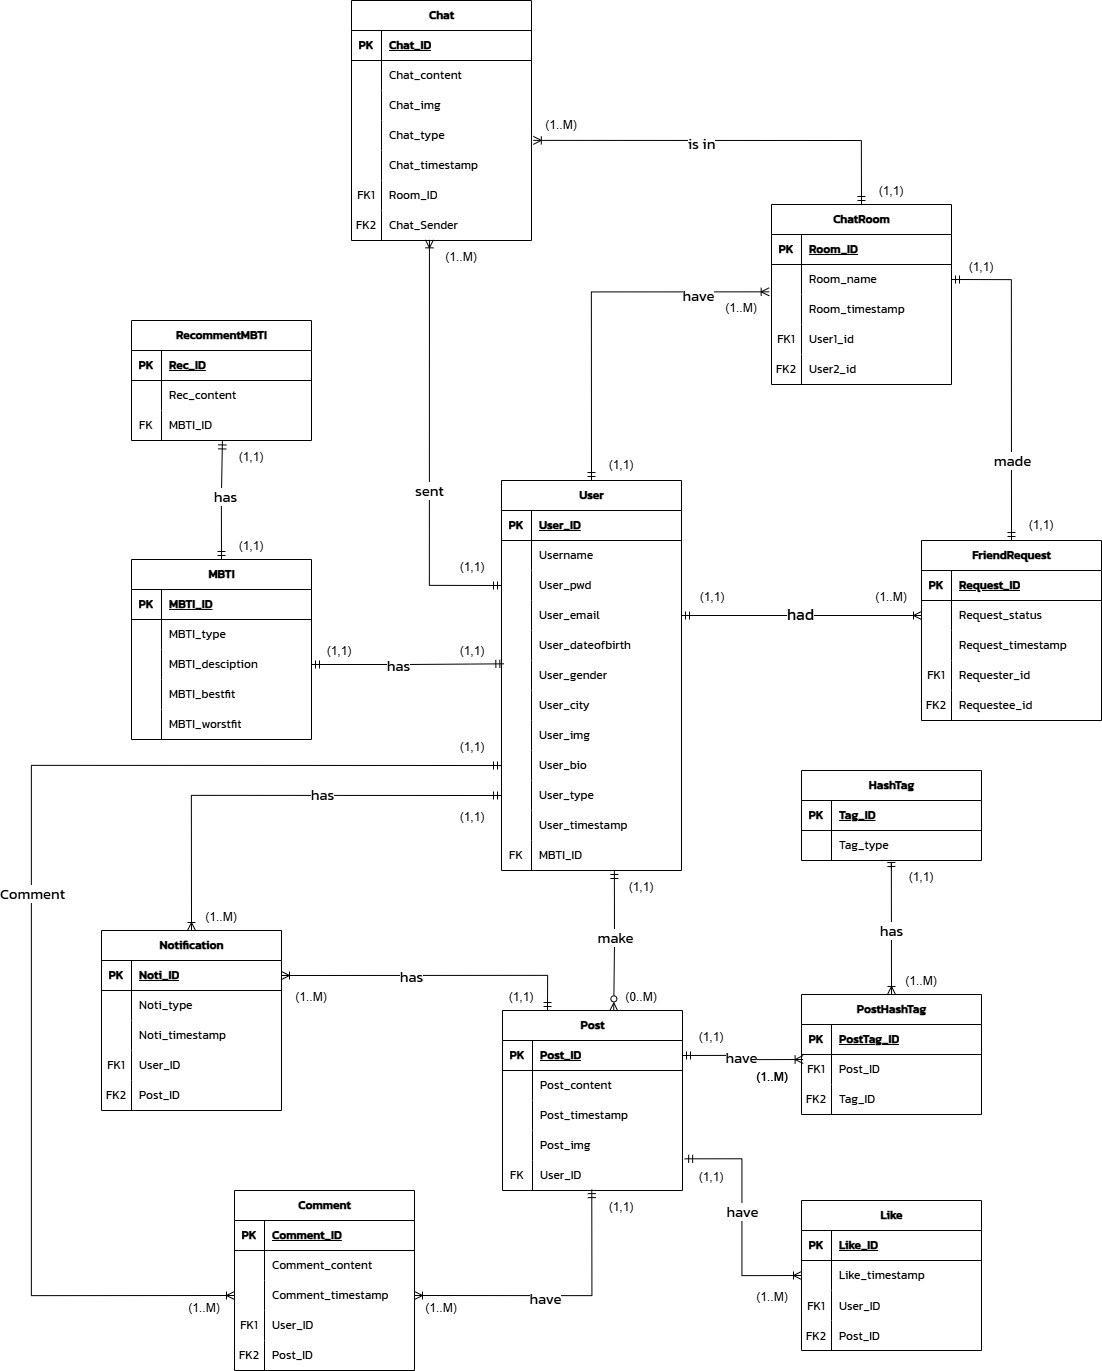 Chat
PK Chat_ID
Chat_content
Chat_img
Chat_type
Chat_timestamp
FK1 Room_ID
FK2 Chat_Sender
(1..M)
is in
(1,1)
(1..M)
ChatRoom
PK Room_ID
Room_name
Room_timestamp
FK1 User1_id
FK2 User2_id
(1,1)
have
(1..M)
(1,1)
made
(1,1)
RecommentMBTI
PK Rec_ID
Rec_content
FK MBTI_ID
(1,1)
has
(1,1)
sent
(1,1)
MBTI
PK MBTI_ID
MBTI_type
MBTI_desciption
MBTI_bestfit
MBTI_worstfit
(1,1)
has
(1,1)
User
PK User_ID
Username
User_pwd
User_email
User_dateofbirth
User_gender
User_city
User_img
User_bio
User_type
User_timestamp
FK MBTI_ID
(1,1)
had
(1..M)
FriendRequest
PK Request_ID
Request_status
Request_timestamp
FK1 Requester_id
FK2 Requestee_id
(1,1)
has
(1,1)
Comment
(1..M)
HashTag
PK Tag_ID
Tag_type
(1,1)
has
(1..M)
(1,1)
make
(0..M)
Notification
PK Noti_ID
Noti_type
Noti_timestamp
FK1 User_ID
FK2 Post_ID
has
(1..M)
(1,1)
Post
PK Post_ID
Post_content
Post_timestamp
Post_img
FK User_ID
(1,1)
have
(1..M)
PostHashTag
PK PostTag_ID
FK1 Post_ID
FK2 Tag_ID
(1,1)
have
(1..M)
(1,1)
have
(1..M)
Comment
PK Comment_ID
Comment_content
Comment_timestamp
FK1 User_ID
FK2 Post_ID
(1..M)
Like
PK Like_ID
Like_timestamp
FK1 User_ID
FK2 Post_ID